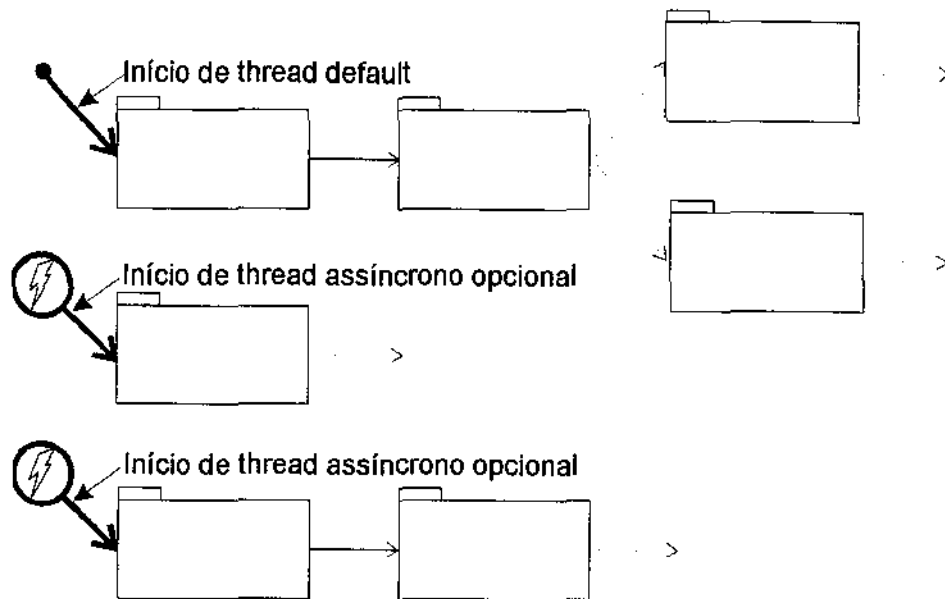 Início de thread default
Início de thread assíncrono opcional
Início de thread assíncrono opcional